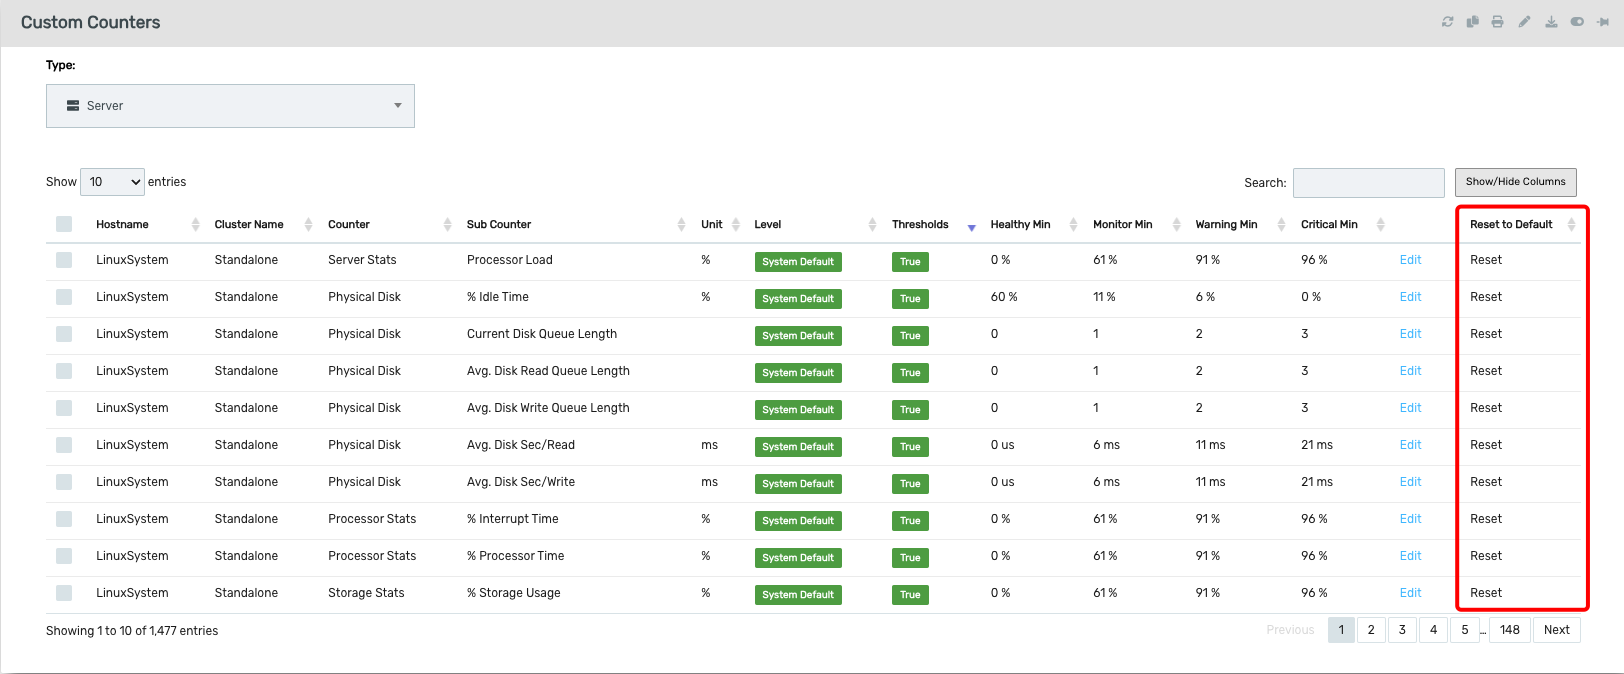 Custom Counters
Type:
Server
Show 10 entries
Search:
Show/Hide Columns
Hostname Cluster Name Counter Sub Counter Unit Level Thresholds Healthy Min Monitor Min Warning Min Critical Min Reset to Default
LinuxSystem Standalone Server Stats Processor Load % System Default True 0 % 61 % 91 % 96 % Edit Reset
LinuxSystem Standalone Physical Disk % Idle Time % System Default True 60 % 11 % 6 % 0 % Edit Reset
LinuxSystem Standalone Physical Disk Current Disk Queue Length System Default True 0 1 2 3 Edit Reset
LinuxSystem Standalone Physical Disk Avg. Disk Read Queue Length System Default True 0 1 2 3 Edit Reset
LinuxSystem Standalone Physical Disk Avg. Disk Write Queue Length System Default True 0 1 2 3 Edit Reset
LinuxSystem Standalone Physical Disk Avg. Disk Sec/Read ms System Default True 0 us 6 ms 11 ms 21 ms Edit Reset
LinuxSystem Standalone Physical Disk Avg. Disk Sec/Write ms System Default True 0 us 6 ms 11 ms 21 ms Edit Reset
LinuxSystem Standalone Processor Stats % Interrupt Time % System Default True 0 % 61 % 91 % 96 % Edit Reset
LinuxSystem Standalone Processor Stats % Processor Time % System Default True 0 % 61 % 91 % 96 % Edit Reset
LinuxSystem Standalone Storage Stats % Storage Usage % System Default True 0 % 61 % 91 % 96 % Edit Reset
Showing 1 to 10 of 1,477 entries
Previous 1 2 3 4 5 ... 148 Next